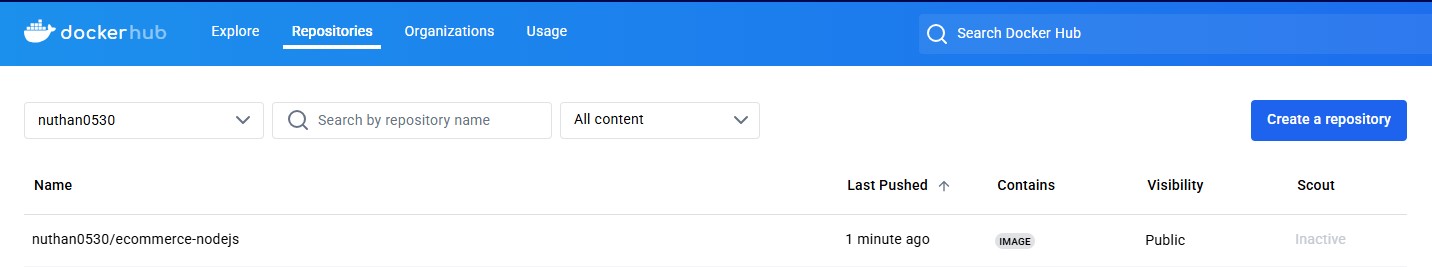 dockerhub Explore Repositories Organizations Usage Search Docker Hub
nuthan0530 Search by repository name All content Create a repository
Name Last Pushed Contains Visibility Scout
nuthan0530/ecommerce-nodejs 1 minute ago IMAGE Public Inactive